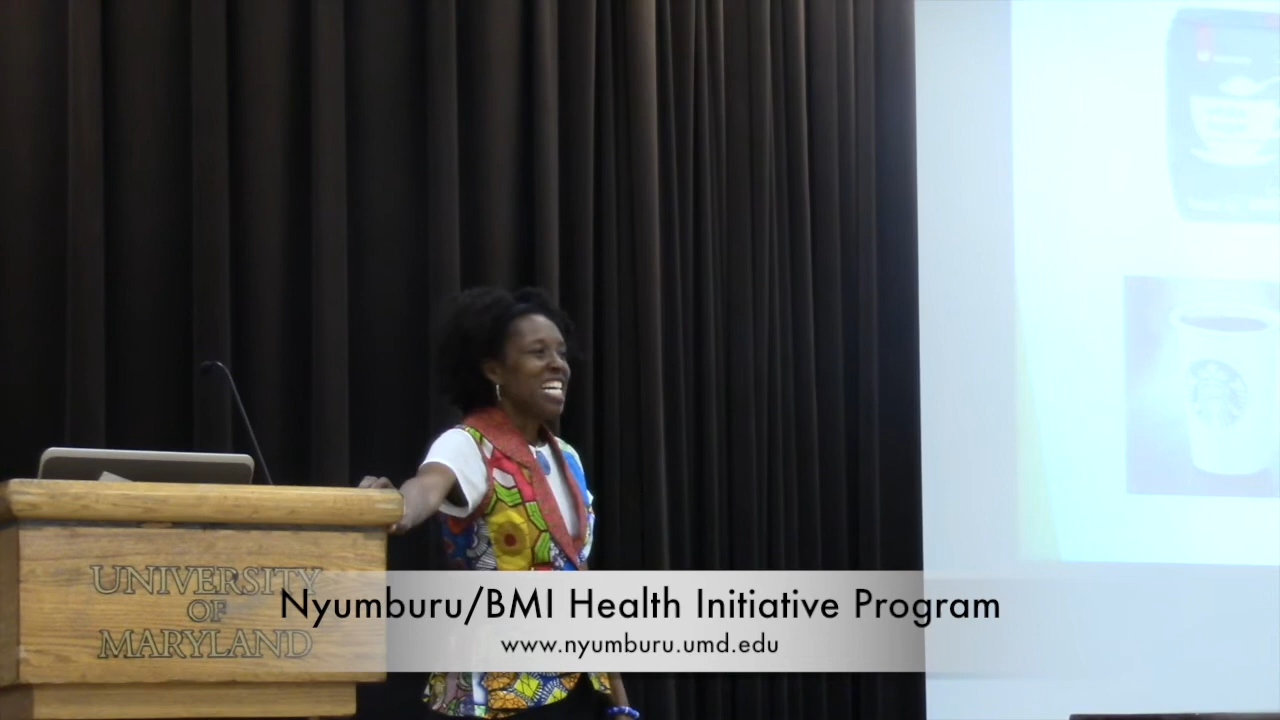 UNIVERSITY
OF
MARYLAND
Nyumburu/BMI Health Initiative Program
www.nyumburu.umd.edu